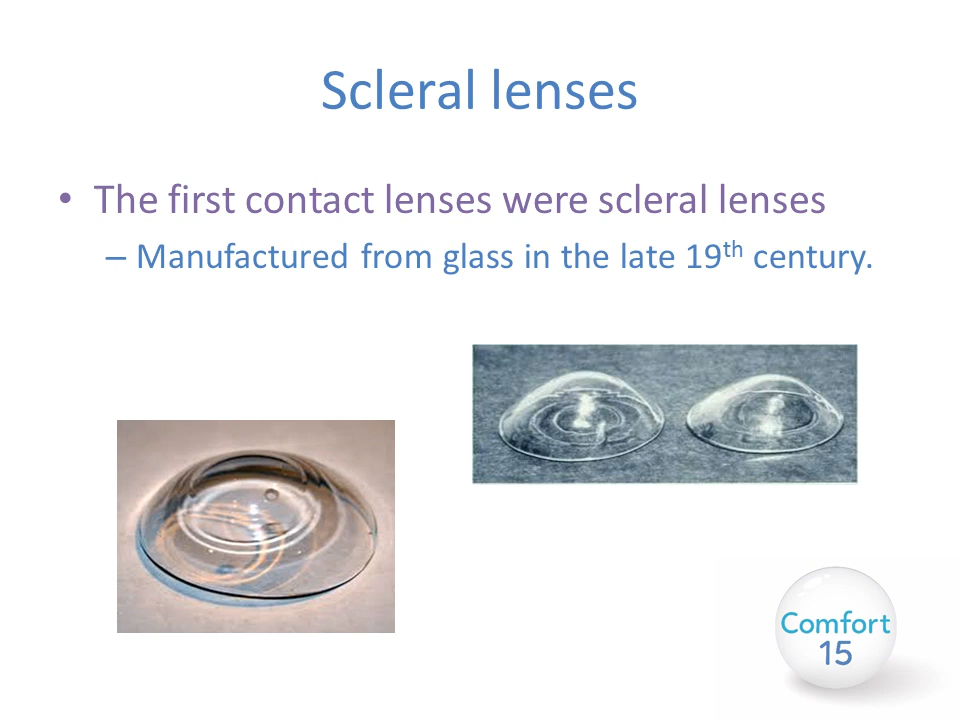 Scleral lenses
• The first contact lenses were scleral lenses
– Manufactured from glass in the late 19th century.
Comfort
15